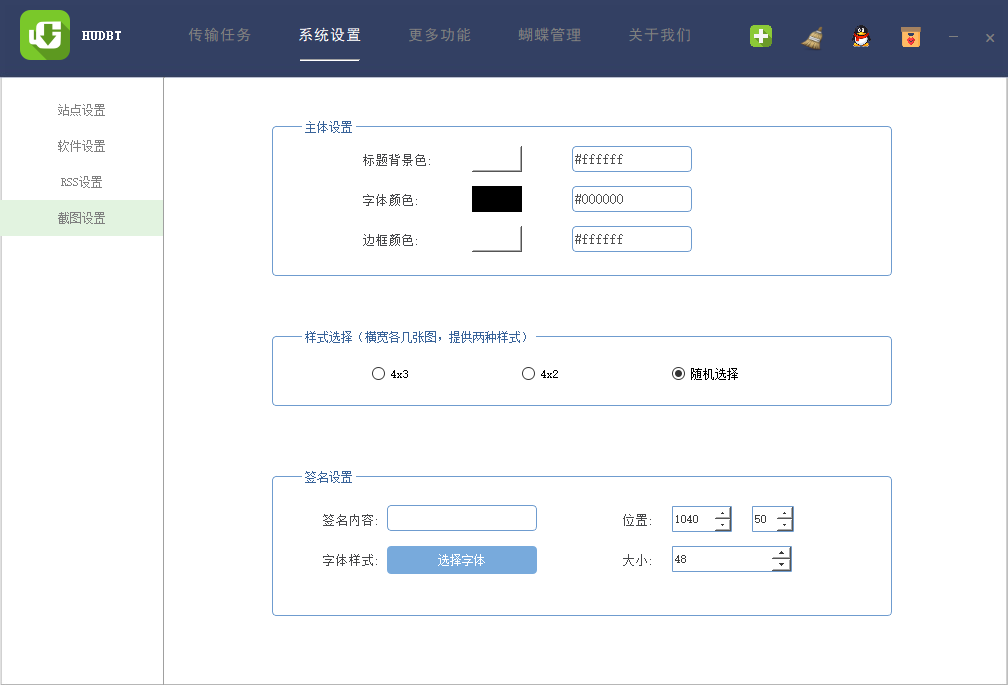 HUDBT 传输任务 系统设置 更多功能 蝴蝶管理 关于我们
站点设置
软件设置
RSS设置
截图设置
主体设置
标题背景色: #ffffff
字体颜色: #000000
边框颜色: #ffffff
样式选择（横宽各几张图，提供两种样式）
4x3 4x2 随机选择
签名设置
签名内容: 位置: 1040 50
字体样式: 选择字体 大小: 48